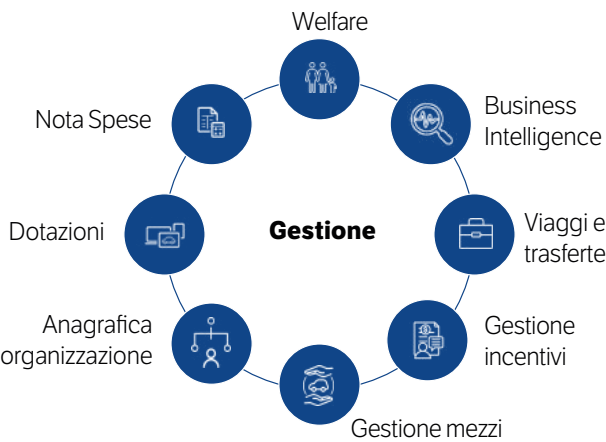 Welfare
Business
Intelligence
Viaggi e
trasferte
Gestione
incentivi
Gestione mezzi
Anagrafica
organizzazione
Dotazioni
Nota Spese
Gestione